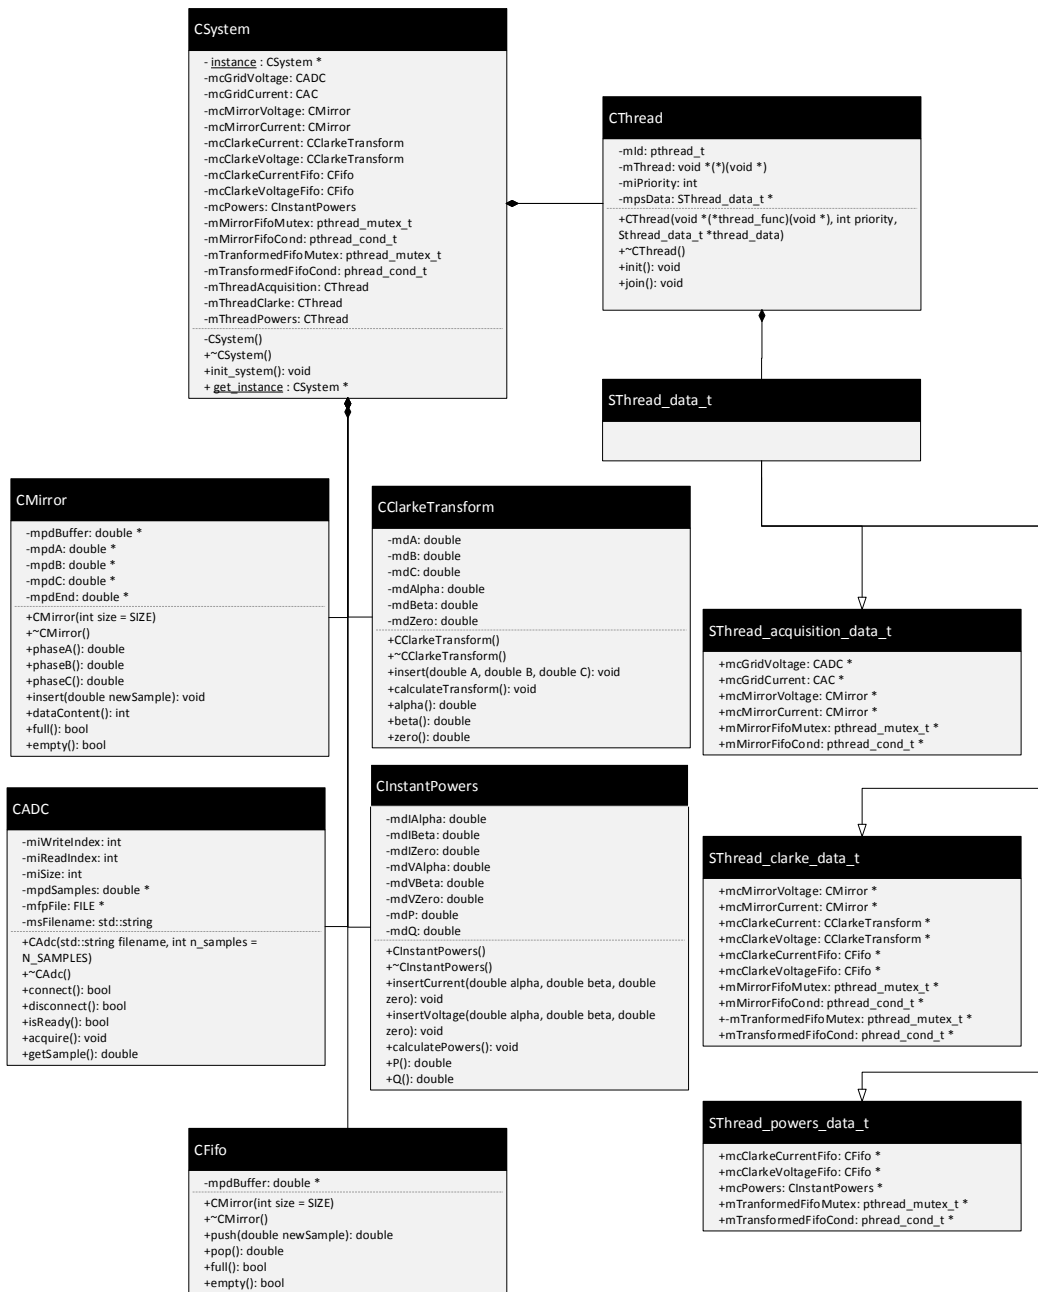 CSystem
- instance : CSystem *
-mcGridVoltage: CADC
-mcGridCurrent: CAC
-mcMirrorVoltage: CMirror
-mcMirrorCurrent: CMirror
-mcClarkeCurrent: CClarkeTransform
-mcClarkeVoltage: CClarkeTransform
-mcClarkeCurrentFifo: CFifo
-mcClarkeVoltageFifo: CFifo
-mcPowers: CInstantPowers
-mMirrorFifoMutex: pthread_mutex_t
-mMirrorFifoCond: pthread_cond_t
-mTranformedFifoMutex: pthread_mutex_t
-mTransformedFifoCond: phread_cond_t
-mThreadAcquisition: CThread
-mThreadClarke: CThread
-mThreadPowers: CThread
-CSystem()
+~CSystem()
+init_system(): void
+ get_instance : CSystem *
CThread
-mId: pthread_t
-mThread: void *(*)(void *)
-miPriority: int
-mpsData: SThread_data_t *
+CThread(void *(*thread_func)(void *), int priority,
Sthread_data_t *thread_data)
+~CThread()
+init(): void
+join(): void
SThread_data_t
CMirror
-mpdBuffer: double *
-mpdA: double *
-mpdB: double *
-mpdC: double *
-mpdEnd: double *
+CMirror(int size = SIZE)
+~CMirror()
+phaseA(): double
+phaseB(): double
+phaseC(): double
+insert(double newSample): void
+dataContent(): int
+full(): bool
+empty(): bool
CClarkeTransform
-mdA: double
-mdB: double
-mdC: double
-mdAlpha: double
-mdBeta: double
-mdZero: double
+CClarkeTransform()
+~CClarkeTransform()
+insert(double A, double B, double C): void
+calculateTransform(): void
+alpha(): double
+beta(): double
+zero(): double
SThread_acquisition_data_t
+mcGridVoltage: CADC *
+mcGridCurrent: CAC *
+mcMirrorVoltage: CMirror *
+mcMirrorCurrent: CMirror *
+mMirrorFifoMutex: pthread_mutex_t *
+mMirrorFifoCond: pthread_cond_t *
CADC
-miWriteIndex: int
-miReadIndex: int
-miSize: int
-mpdSamples: double *
-mfpFile: FILE *
-msFilename: std::string
+CAdc(std::string filename, int n_samples =
N_SAMPLES)
+~CAdc()
+connect(): bool
+disconnect(): bool
+isReady(): bool
+acquire(): void
+getSample(): double
CInstantPowers
-mdIAlpha: double
-mdIBeta: double
-mdIZero: double
-mdVAlpha: double
-mdVBeta: double
-mdVZero: double
-mdP: double
-mdQ: double
+CInstantPowers()
+~CInstantPowers()
+insertCurrent(double alpha, double beta, double
zero): void
+insertVoltage(double alpha, double beta, double
zero): void
+calculatePowers(): void
+P(): double
+Q(): double
SThread_clarke_data_t
+mcMirrorVoltage: CMirror *
+mcMirrorCurrent: CMirror *
+mcClarkeCurrent: CClarkeTransform *
+mcClarkeVoltage: CClarkeTransform *
+mcClarkeCurrentFifo: CFifo *
+mcClarkeVoltageFifo: CFifo *
+mMirrorFifoMutex: pthread_mutex_t *
+mMirrorFifoCond: pthread_cond_t *
+-mTranformedFifoMutex: pthread_mutex_t *
+mTransformedFifoCond: phread_cond_t *
CFifo
-mpdBuffer: double *
+CMirror(int size = SIZE)
+~CMirror()
+push(double newSample): double
+pop(): double
+full(): bool
+empty(): bool
SThread_powers_data_t
+mcClarkeCurrentFifo: CFifo *
+mcClarkeVoltageFifo: CFifo *
+mcPowers: CInstantPowers *
+mTranformedFifoMutex: pthread_mutex_t *
+mTransformedFifoCond: phread_cond_t *